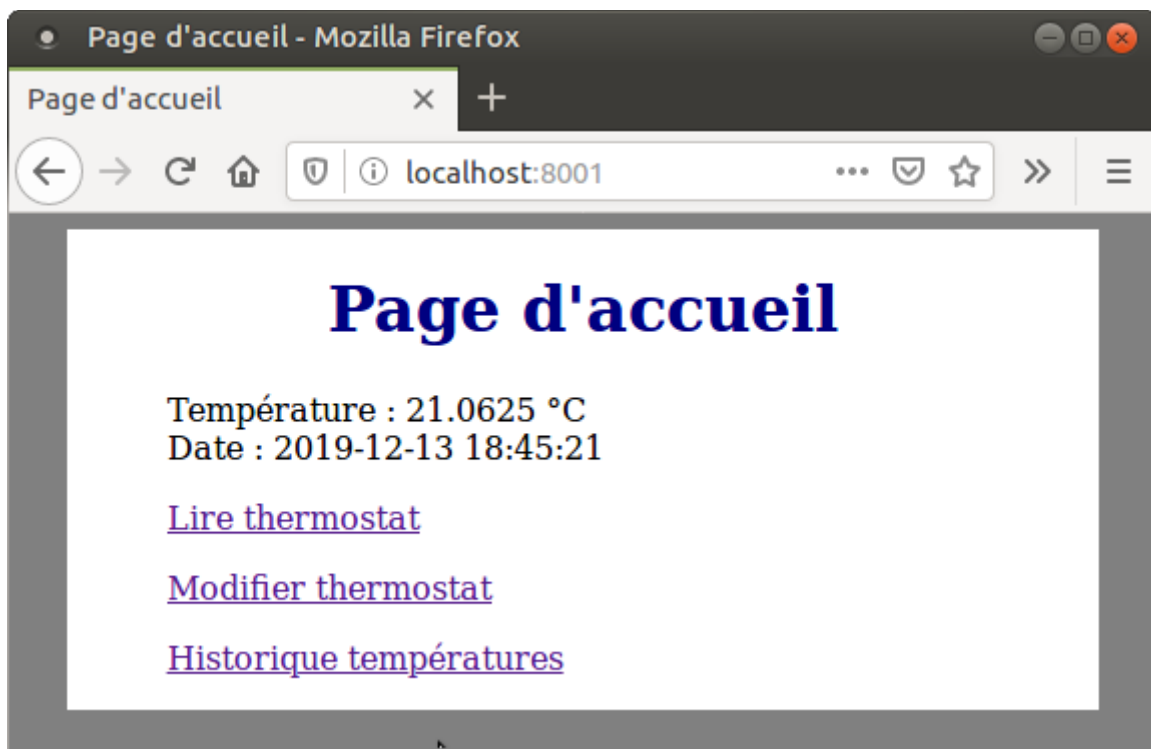 Page d'accueil - Mozilla Firefox
Page d'accueil
localhost:8001
Page d'accueil
Température : 21.0625 °C
Date : 2019-12-13 18:45:21
Lire thermostat
Modifier thermostat
Historique températures